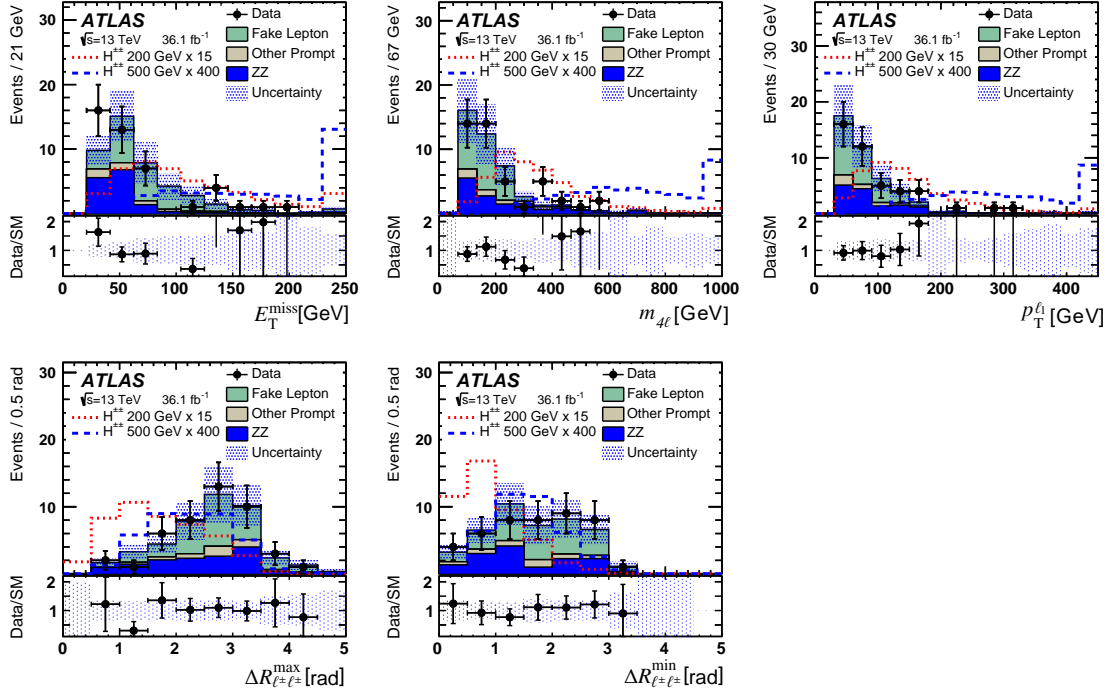 Events / 21 GeV
30
20
10
ATLAS
√s=13 TeV 36.1 fb⁻¹
H±± 200 GeV x 15
H±± 500 GeV x 400
Data
Fake Lepton
Other Prompt
ZZ
Uncertainty
Data/SM
2
1
0 50 100 150 200 250
E_T^miss [GeV]
Events / 67 GeV
30
20
10
ATLAS
√s=13 TeV 36.1 fb⁻¹
H±± 200 GeV x 15
H±± 500 GeV x 400
Data
Fake Lepton
Other Prompt
ZZ
Uncertainty
Data/SM
2
1
0 200 400 600 800 1000
m_4ℓ [GeV]
Events / 30 GeV
30
20
10
ATLAS
√s=13 TeV 36.1 fb⁻¹
H±± 200 GeV x 15
H±± 500 GeV x 400
Data
Fake Lepton
Other Prompt
ZZ
Uncertainty
Data/SM
2
1
0 100 200 300 400
p_T^ℓ1 [GeV]
Events / 0.5 rad
30
20
10
0
ATLAS
√s=13 TeV 36.1 fb⁻¹
H±± 200 GeV x 15
H±± 500 GeV x 400
Data
Fake Lepton
Other Prompt
ZZ
Uncertainty
Data/SM
2
1
0 1 2 3 4 5
ΔR_ℓ±ℓ±^max [rad]
Events / 0.5 rad
30
20
10
0
ATLAS
√s=13 TeV 36.1 fb⁻¹
H±± 200 GeV x 15
H±± 500 GeV x 400
Data
Fake Lepton
Other Prompt
ZZ
Uncertainty
Data/SM
2
1
0 1 2 3 4 5
ΔR_ℓ±ℓ±^min [rad]